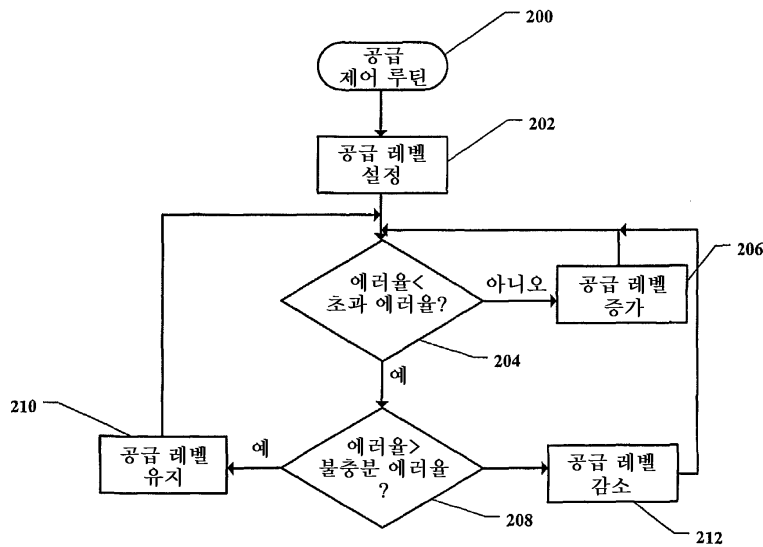 200
공급
제어 루틴
202
공급 레벨
설정
206
에러율<
초과 에러율?
아니오
공급 레벨
증가
204
예
210
공급 레벨
유지
예
에러율>
불충분 에러율
?
공급 레벨
감소
208
212